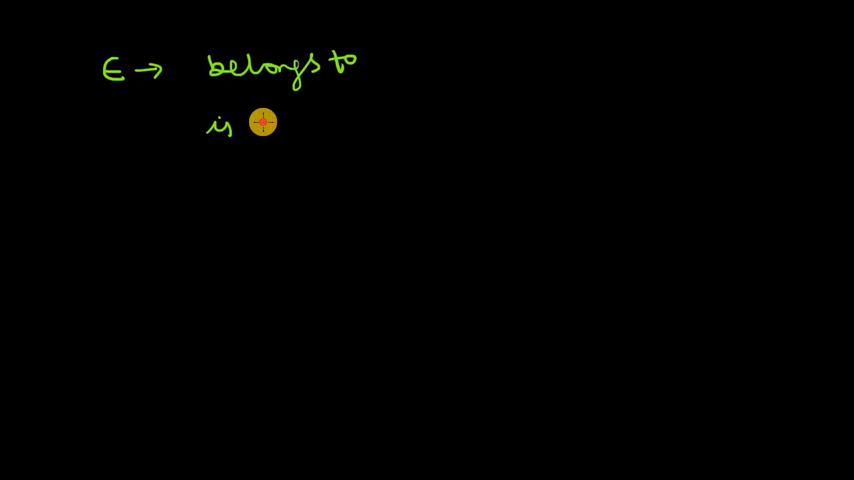 ∈ → belongs to
is